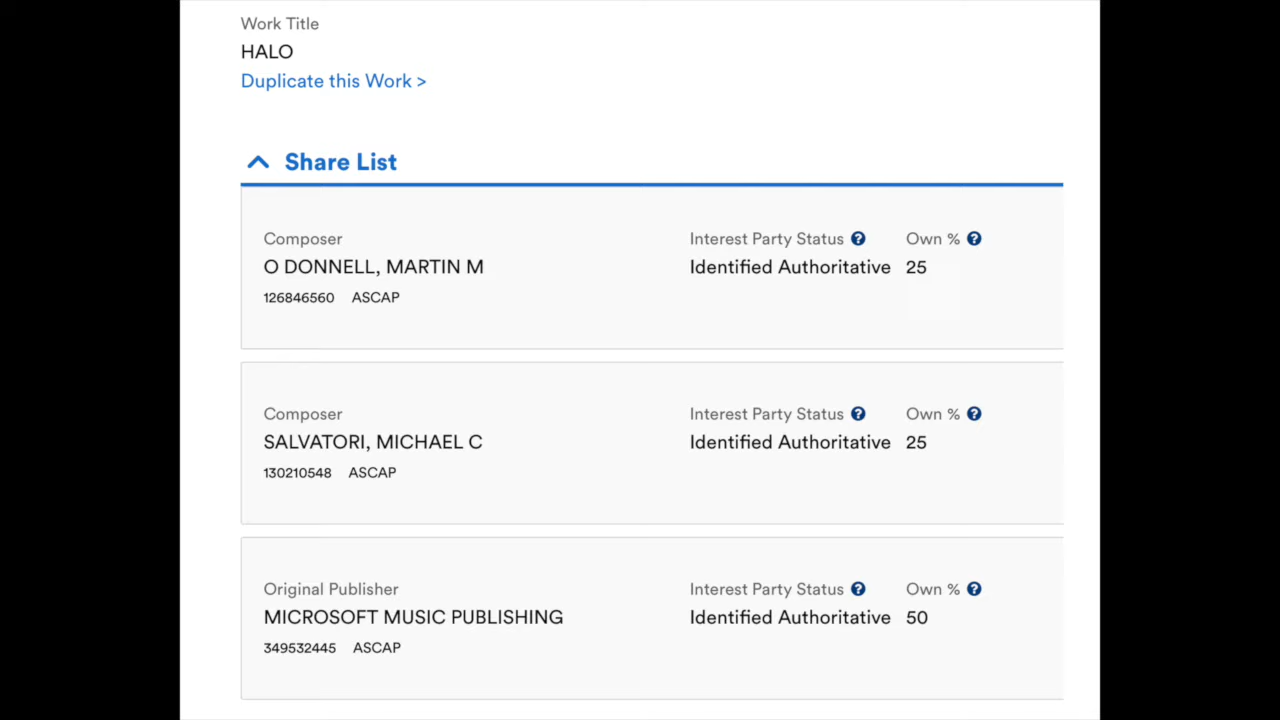 Work Title
HALO
Duplicate this Work >
Share List
Composer
Interest Party Status ?
Own % ?
O DONNELL, MARTIN M
Identified Authoritative
25
126846560 ASCAP
Composer
Interest Party Status ?
Own % ?
SALVATORI, MICHAEL C
Identified Authoritative
25
130210548 ASCAP
Original Publisher
Interest Party Status ?
Own % ?
MICROSOFT MUSIC PUBLISHING
Identified Authoritative
50
349532445 ASCAP